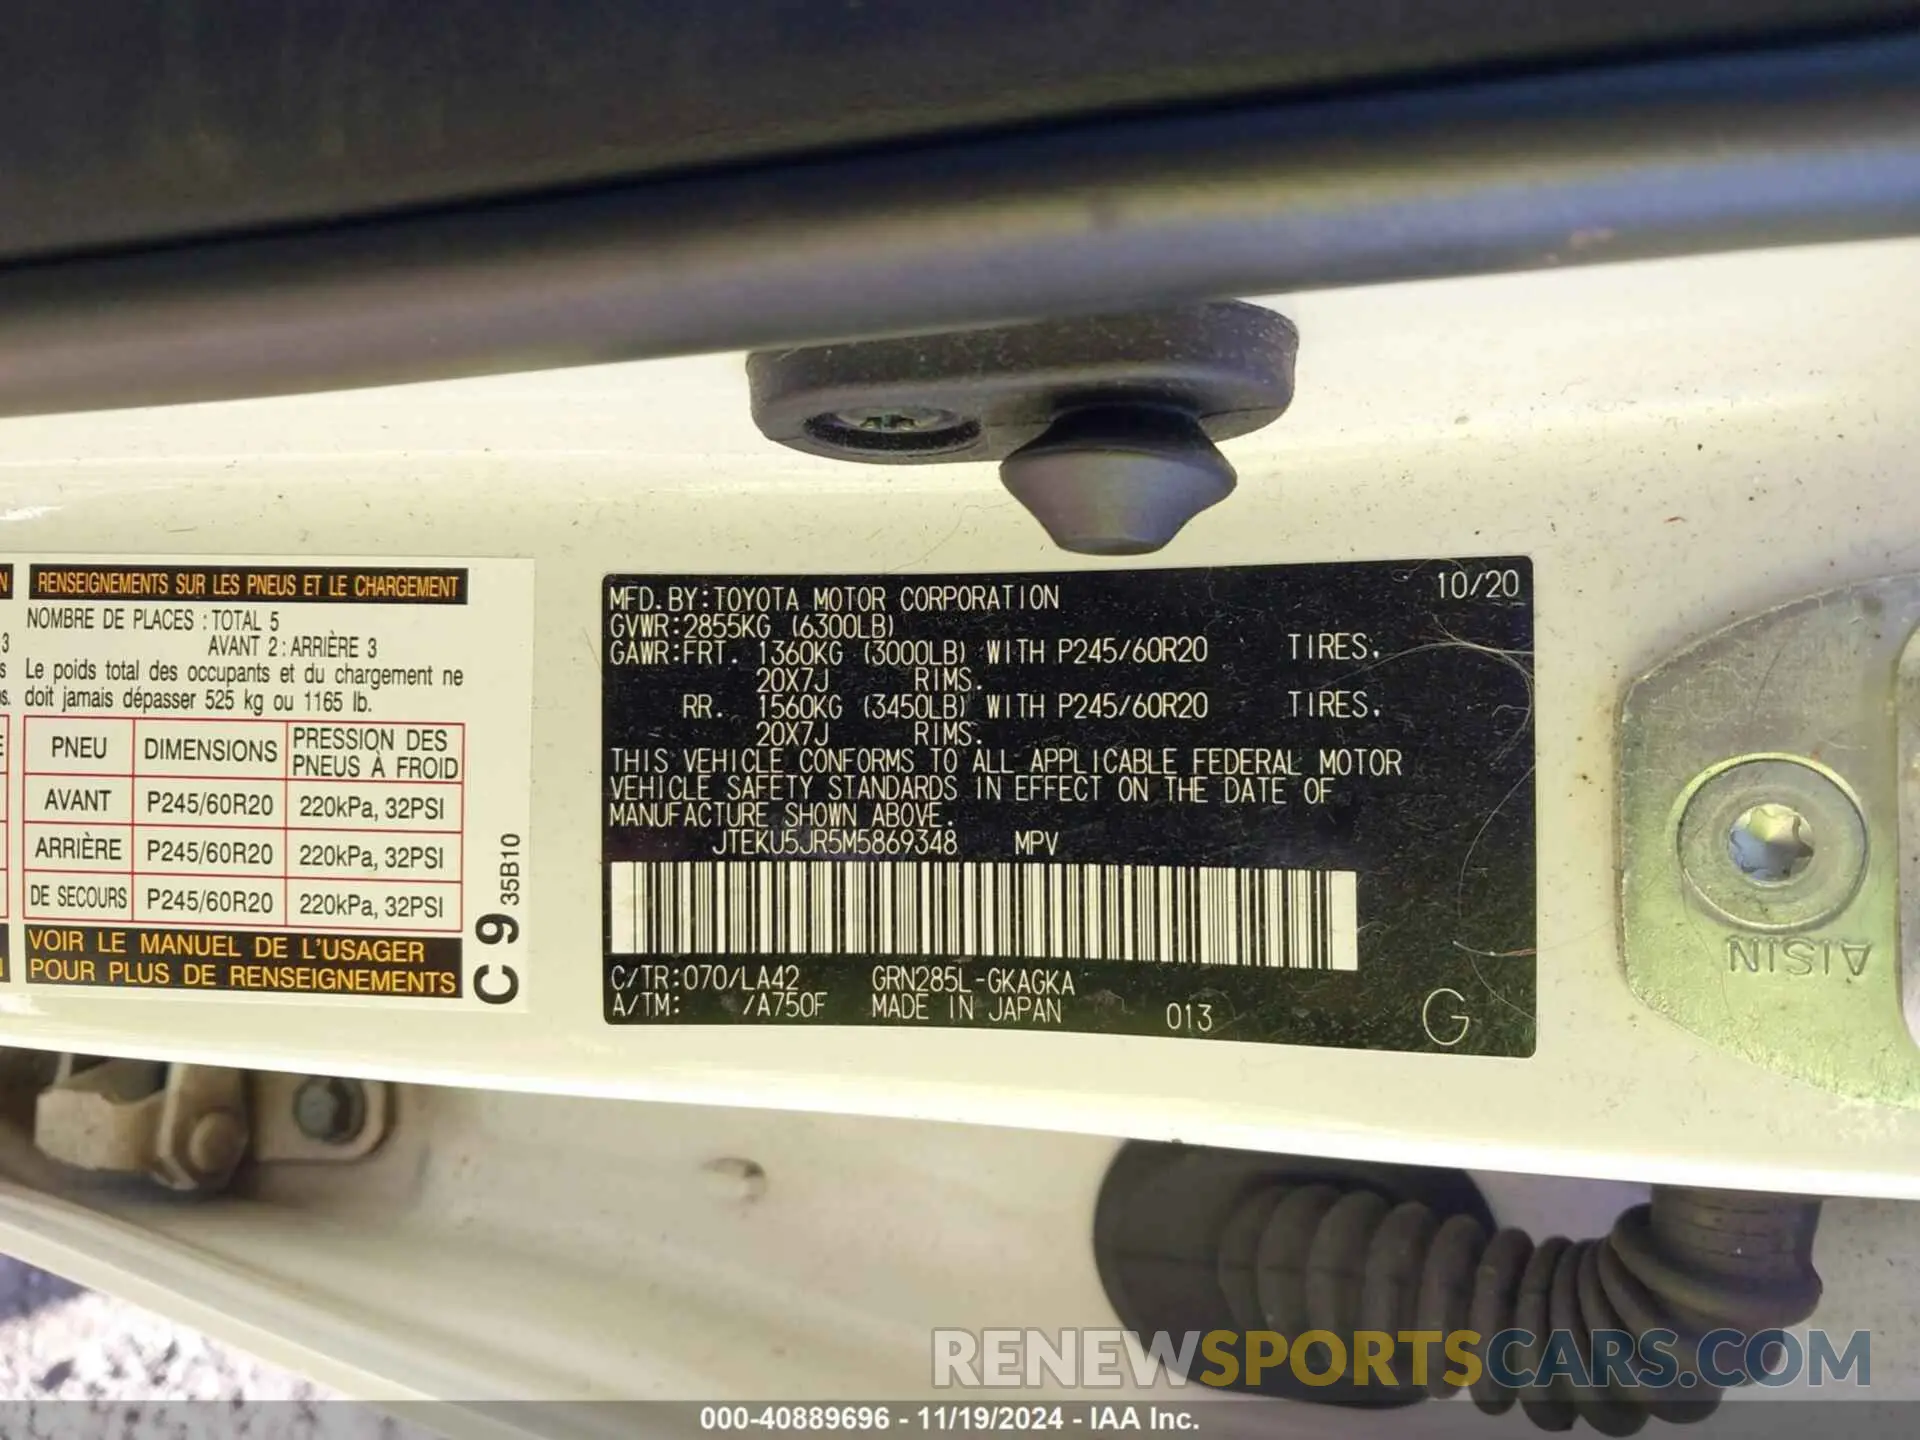 RENSEIGNEMENTS SUR LES PNEUS ET LE CHARGEMENT
NOMBRE DE PLACES : TOTAL 5
AVANT 2 : ARRIÈRE 3
Le poids total des occupants et du chargement ne
doit jamais dépasser 525 kg ou 1165 lb.
PNEU DIMENSIONS PRESSION DES PNEUS À FROID
AVANT P245/60R20 220kPa, 32PSI
ARRIÈRE P245/60R20 220kPa, 32PSI
DE SECOURS P245/60R20 220kPa, 32PSI
VOIR LE MANUEL DE L'USAGER
POUR PLUS DE RENSEIGNEMENTS
C 9 35B10
MFD. BY: TOYOTA MOTOR CORPORATION 10/20
GVWR: 2855KG (6300LB)
GAWR: FRT. 1360KG (3000LB) WITH P245/60R20 TIRES,
20X7J RIMS.
RR. 1560KG (3450LB) WITH P245/60R20 TIRES,
20X7J RIMS.
THIS VEHICLE CONFORMS TO ALL APPLICABLE FEDERAL MOTOR
VEHICLE SAFETY STANDARDS IN EFFECT ON THE DATE OF
MANUFACTURE SHOWN ABOVE.
JTEKU5JR5M5869348 MPV
C/TR: 070/LA42 GRN285L-GKAGKA
A/TM: /A750F MADE IN JAPAN 013 G
AISIN
RENEWSPORTSCARS.COM
000-40889696 - 11/19/2024 - IAA Inc.